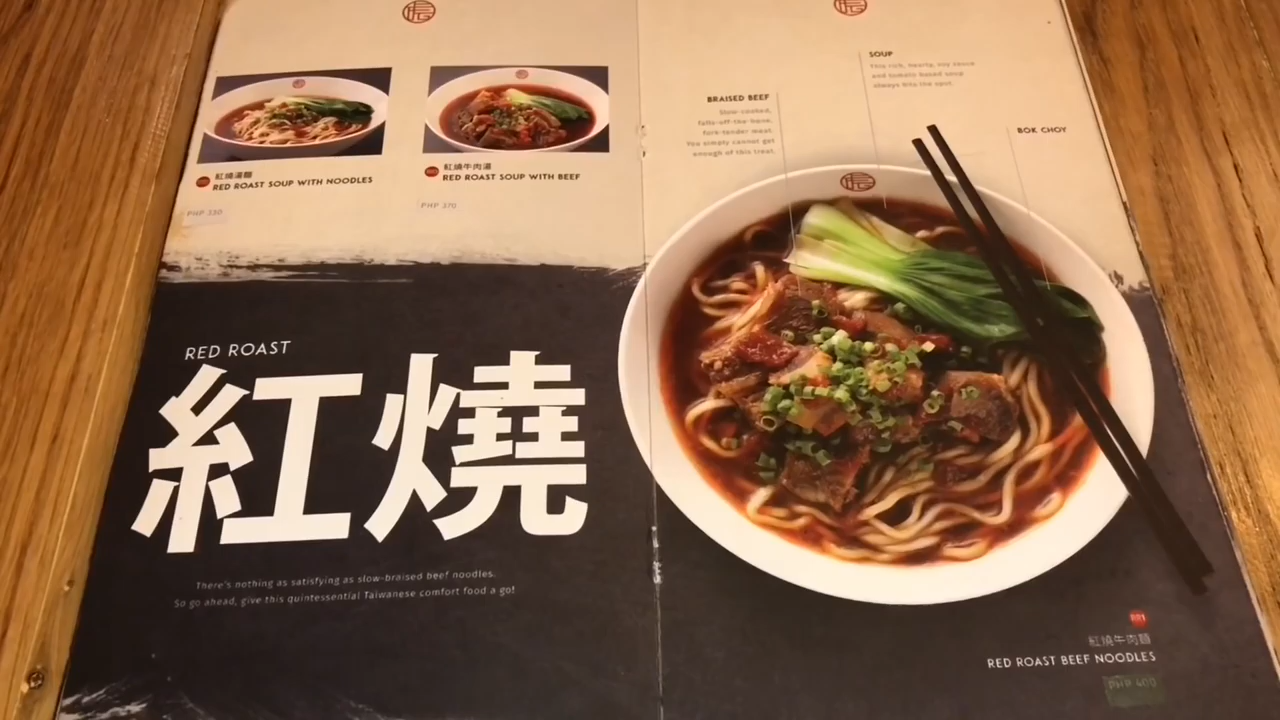 紅燒湯麵
RED ROAST SOUP WITH NOODLES
PHP 330
紅燒牛肉湯
RED ROAST SOUP WITH BEEF
PHP 370
RED ROAST
紅燒
There's nothing as satisfying as slow-braised beef noodles.
So go ahead, give this quintessential Taiwanese comfort food a go!
BRAISED BEEF
Slow-cooked,
falls-off-the-bone,
fork-tender meat.
You simply cannot get
enough of this treat.
SOUP
This rich, hearty, soy sauce
and tomato based soup
always hits the spot.
BOK CHOY
紅燒牛肉麵
RED ROAST BEEF NOODLES
PHP 400